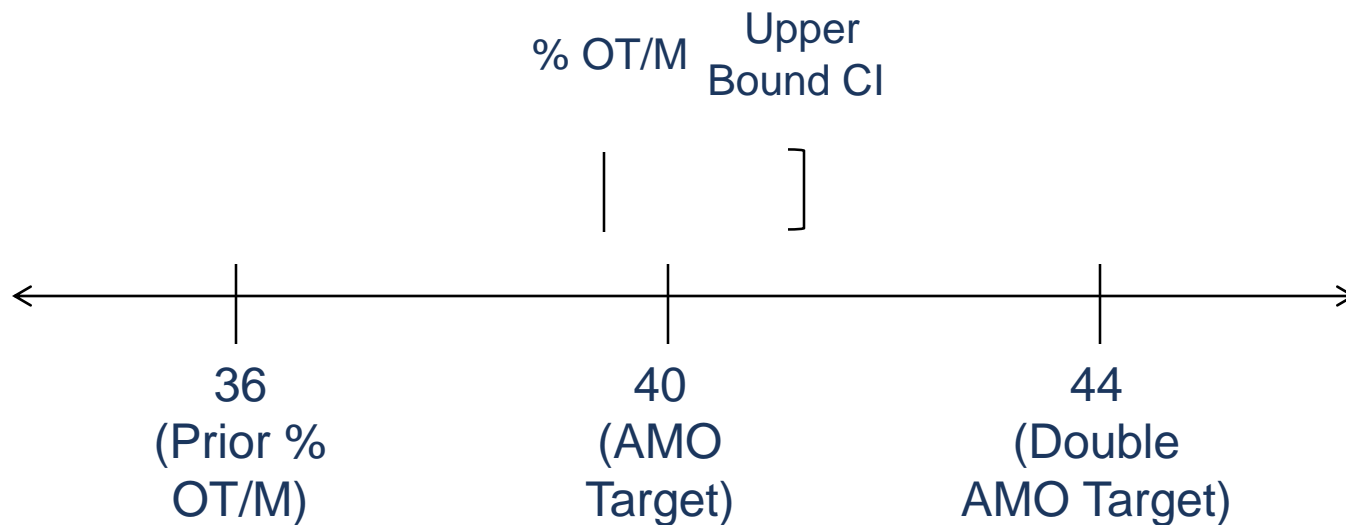 % OT/M
Upper
Bound CI
36
(Prior %
OT/M)
40
(AMO
Target)
44
(Double
AMO Target)